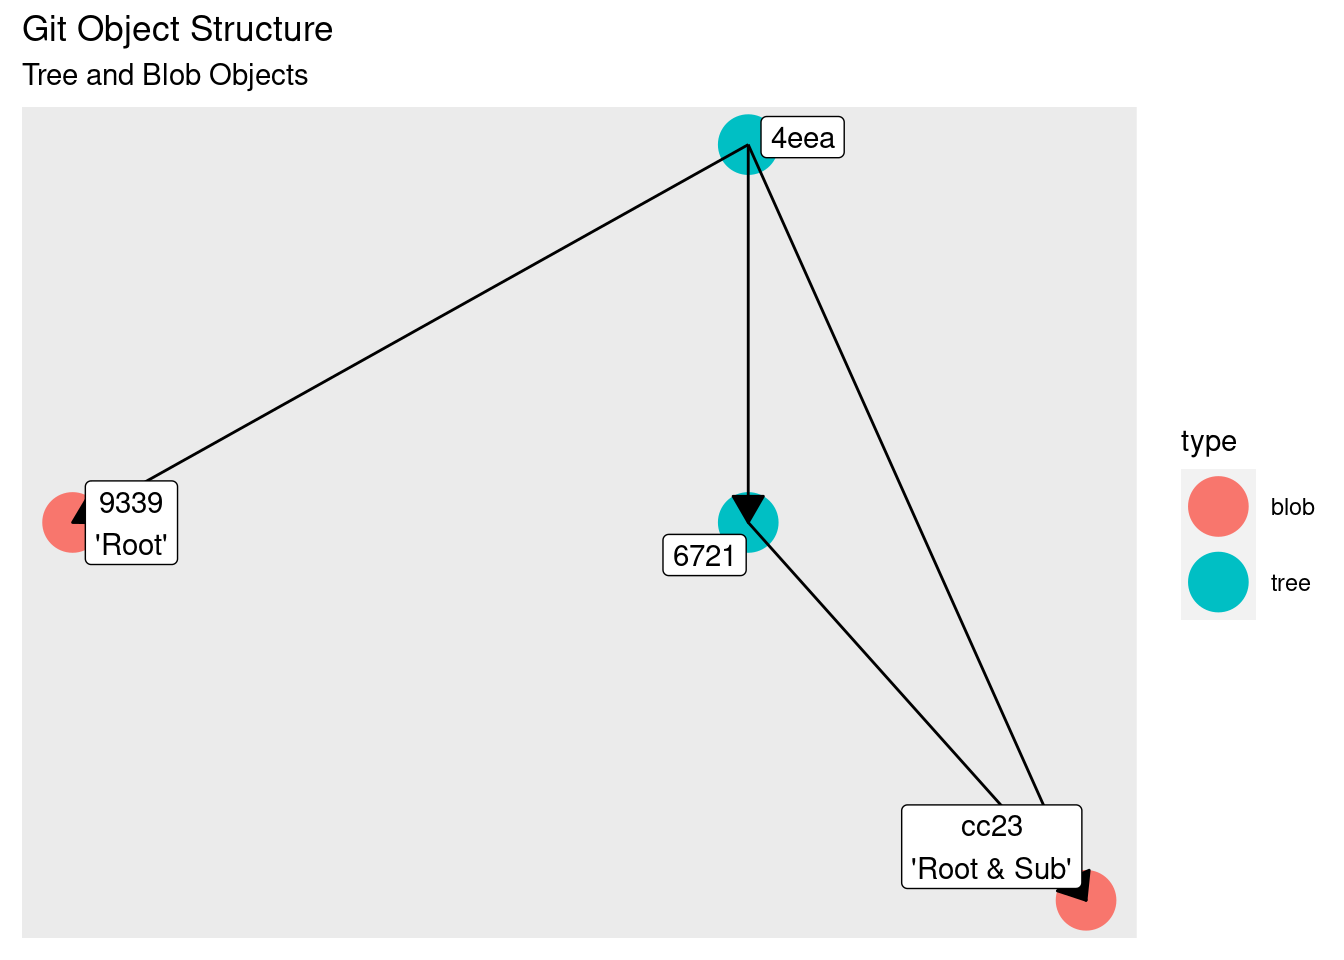 Git Object Structure
Tree and Blob Objects
4eea
9339
'Root'
6721
cc23
'Root & Sub'
type
blob
tree